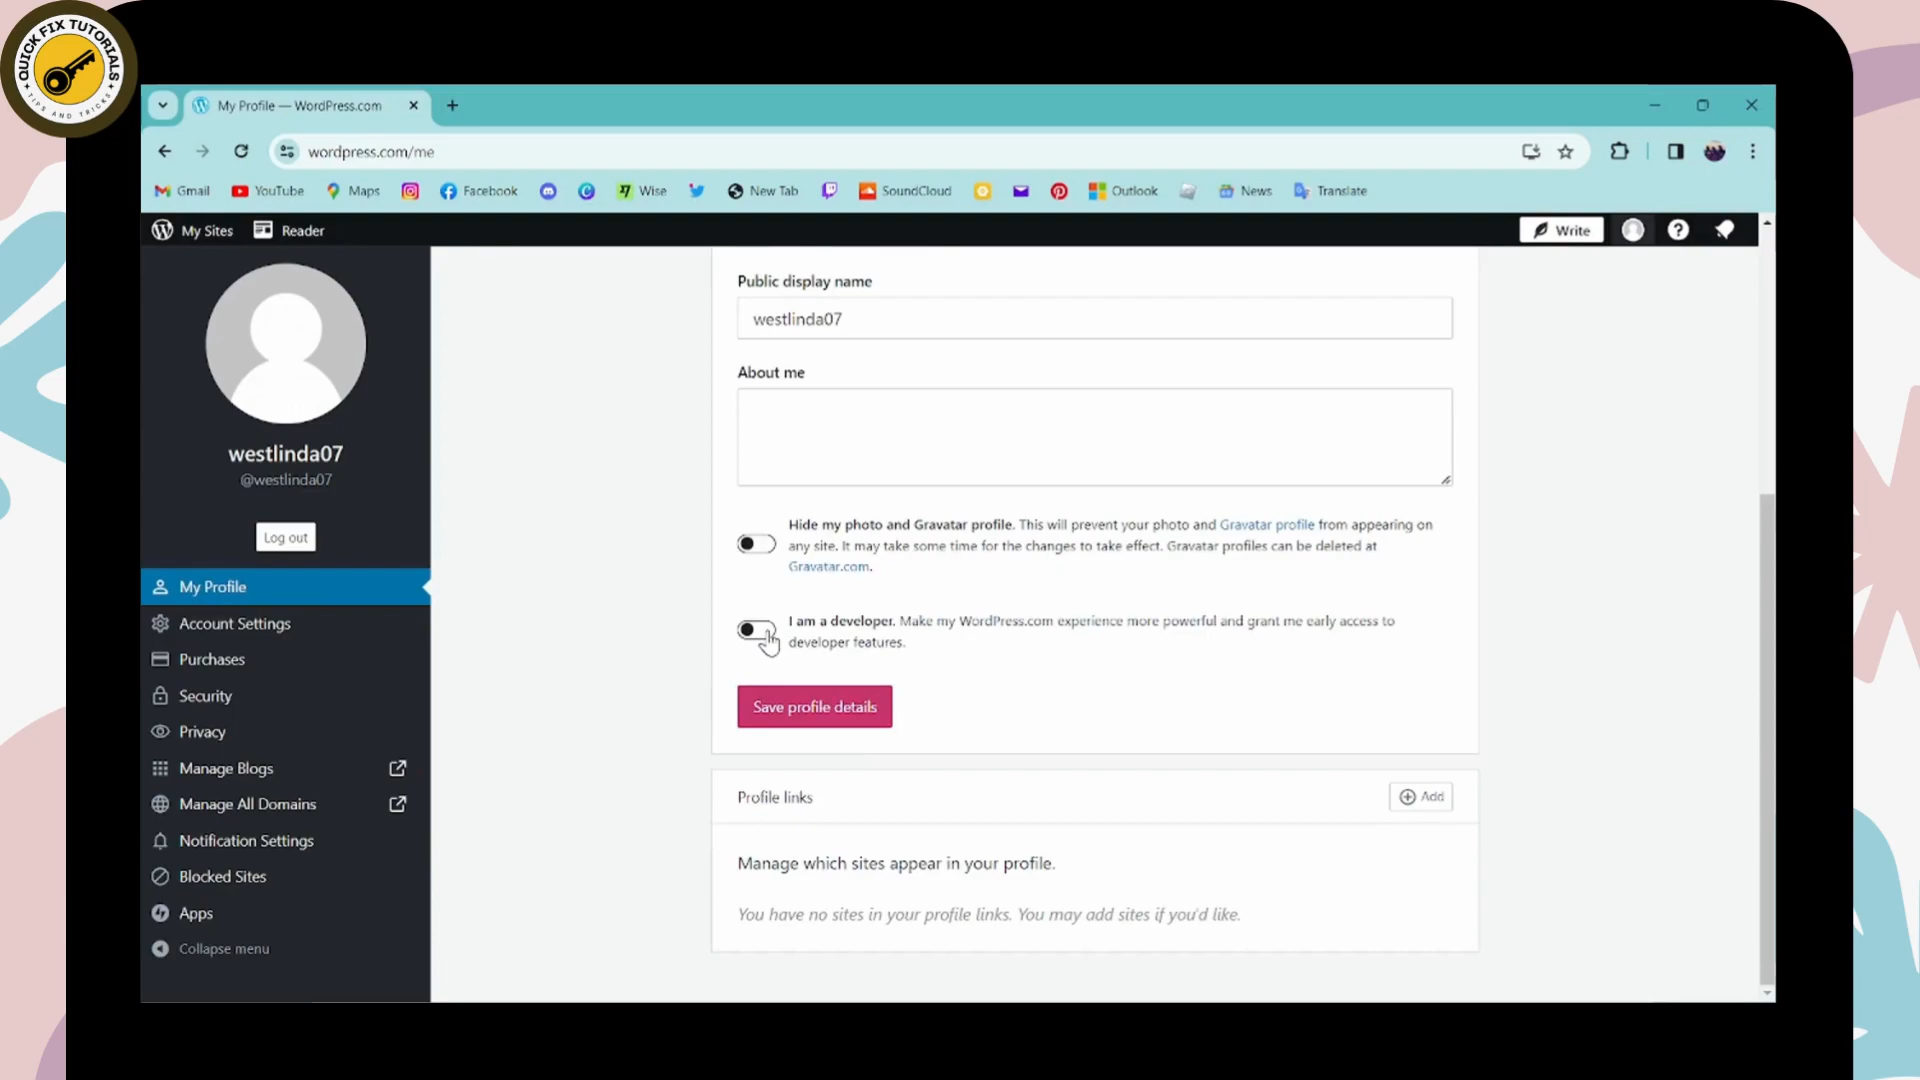 QUICK FIX TUTORIALS
TIPS AND TRICKS
My Profile — WordPress.com
wordpress.com/me
Gmail
YouTube
Maps
Facebook
Wise
New Tab
SoundCloud
Outlook
News
Translate
My Sites
Reader
Write
westlinda07
@westlinda07
Log out
My Profile
Account Settings
Purchases
Security
Privacy
Manage Blogs
Manage All Domains
Notification Settings
Blocked Sites
Apps
Collapse menu
Public display name
westlinda07
About me
Hide my photo and Gravatar profile. This will prevent your photo and Gravatar profile from appearing on
any site. It may take some time for the changes to take effect. Gravatar profiles can be deleted at
Gravatar.com.
I am a developer. Make my WordPress.com experience more powerful and grant me early access to
developer features.
Save profile details
Profile links
Add
Manage which sites appear in your profile.
You have no sites in your profile links. You may add sites if you'd like.